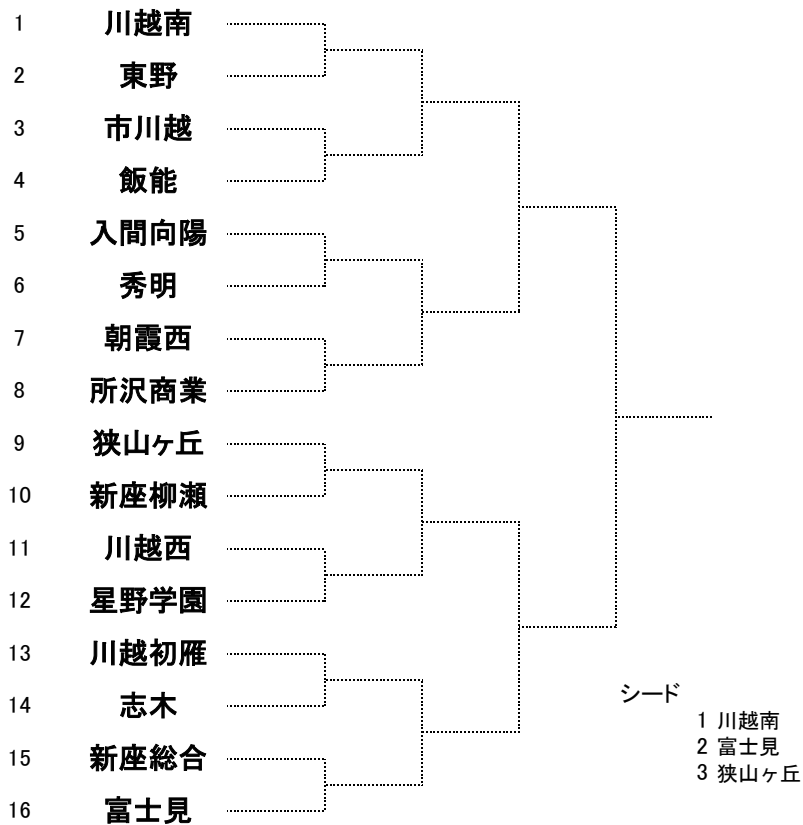 1 川越南
2 東野
3 市川越
4 飯能
5 入間向陽
6 秀明
7 朝霞西
8 所沢商業
9 狭山ヶ丘
10 新座柳瀬
11 川越西
12 星野学園
13 川越初雁
14 志木
15 新座総合
16 富士見
シード
1 川越南
2 富士見
3 狭山ヶ丘